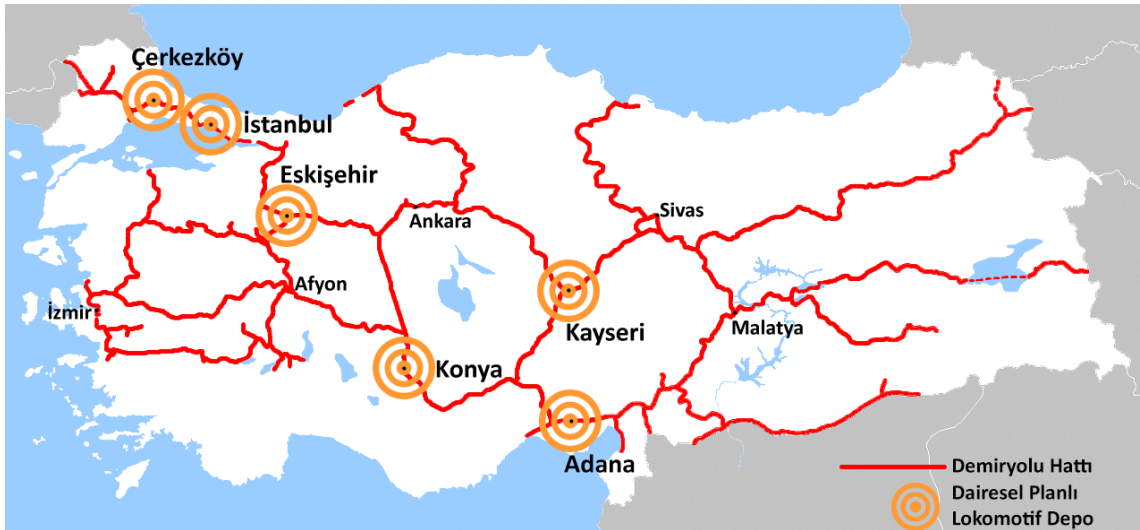 Çerkezköy
İstanbul
Eskişehir
Ankara
Sivas
Afyon
İzmir
Kayseri
Malatya
Konya
Adana
Demiryolu Hattı
Dairesel Planlı
Lokomotif Depo